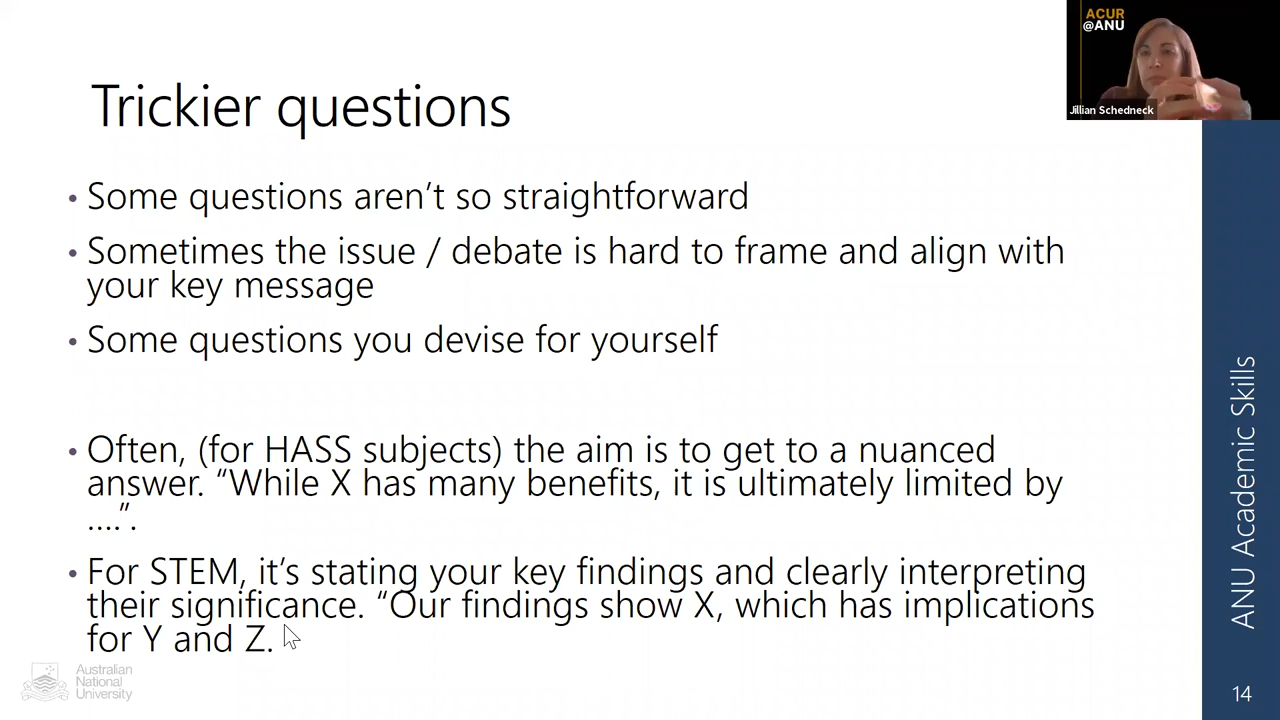 ACUR
@ANU
Jillian Schedneck
Trickier questions
• Some questions aren’t so straightforward
• Sometimes the issue / debate is hard to frame and align with
your key message
• Some questions you devise for yourself
• Often, (for HASS subjects) the aim is to get to a nuanced
answer. “While X has many benefits, it is ultimately limited by
….”.
• For STEM, it’s stating your key findings and clearly interpreting
their significance. “Our findings show X, which has implications
for Y and Z.
ANU Academic Skills
Australian
National
University
14